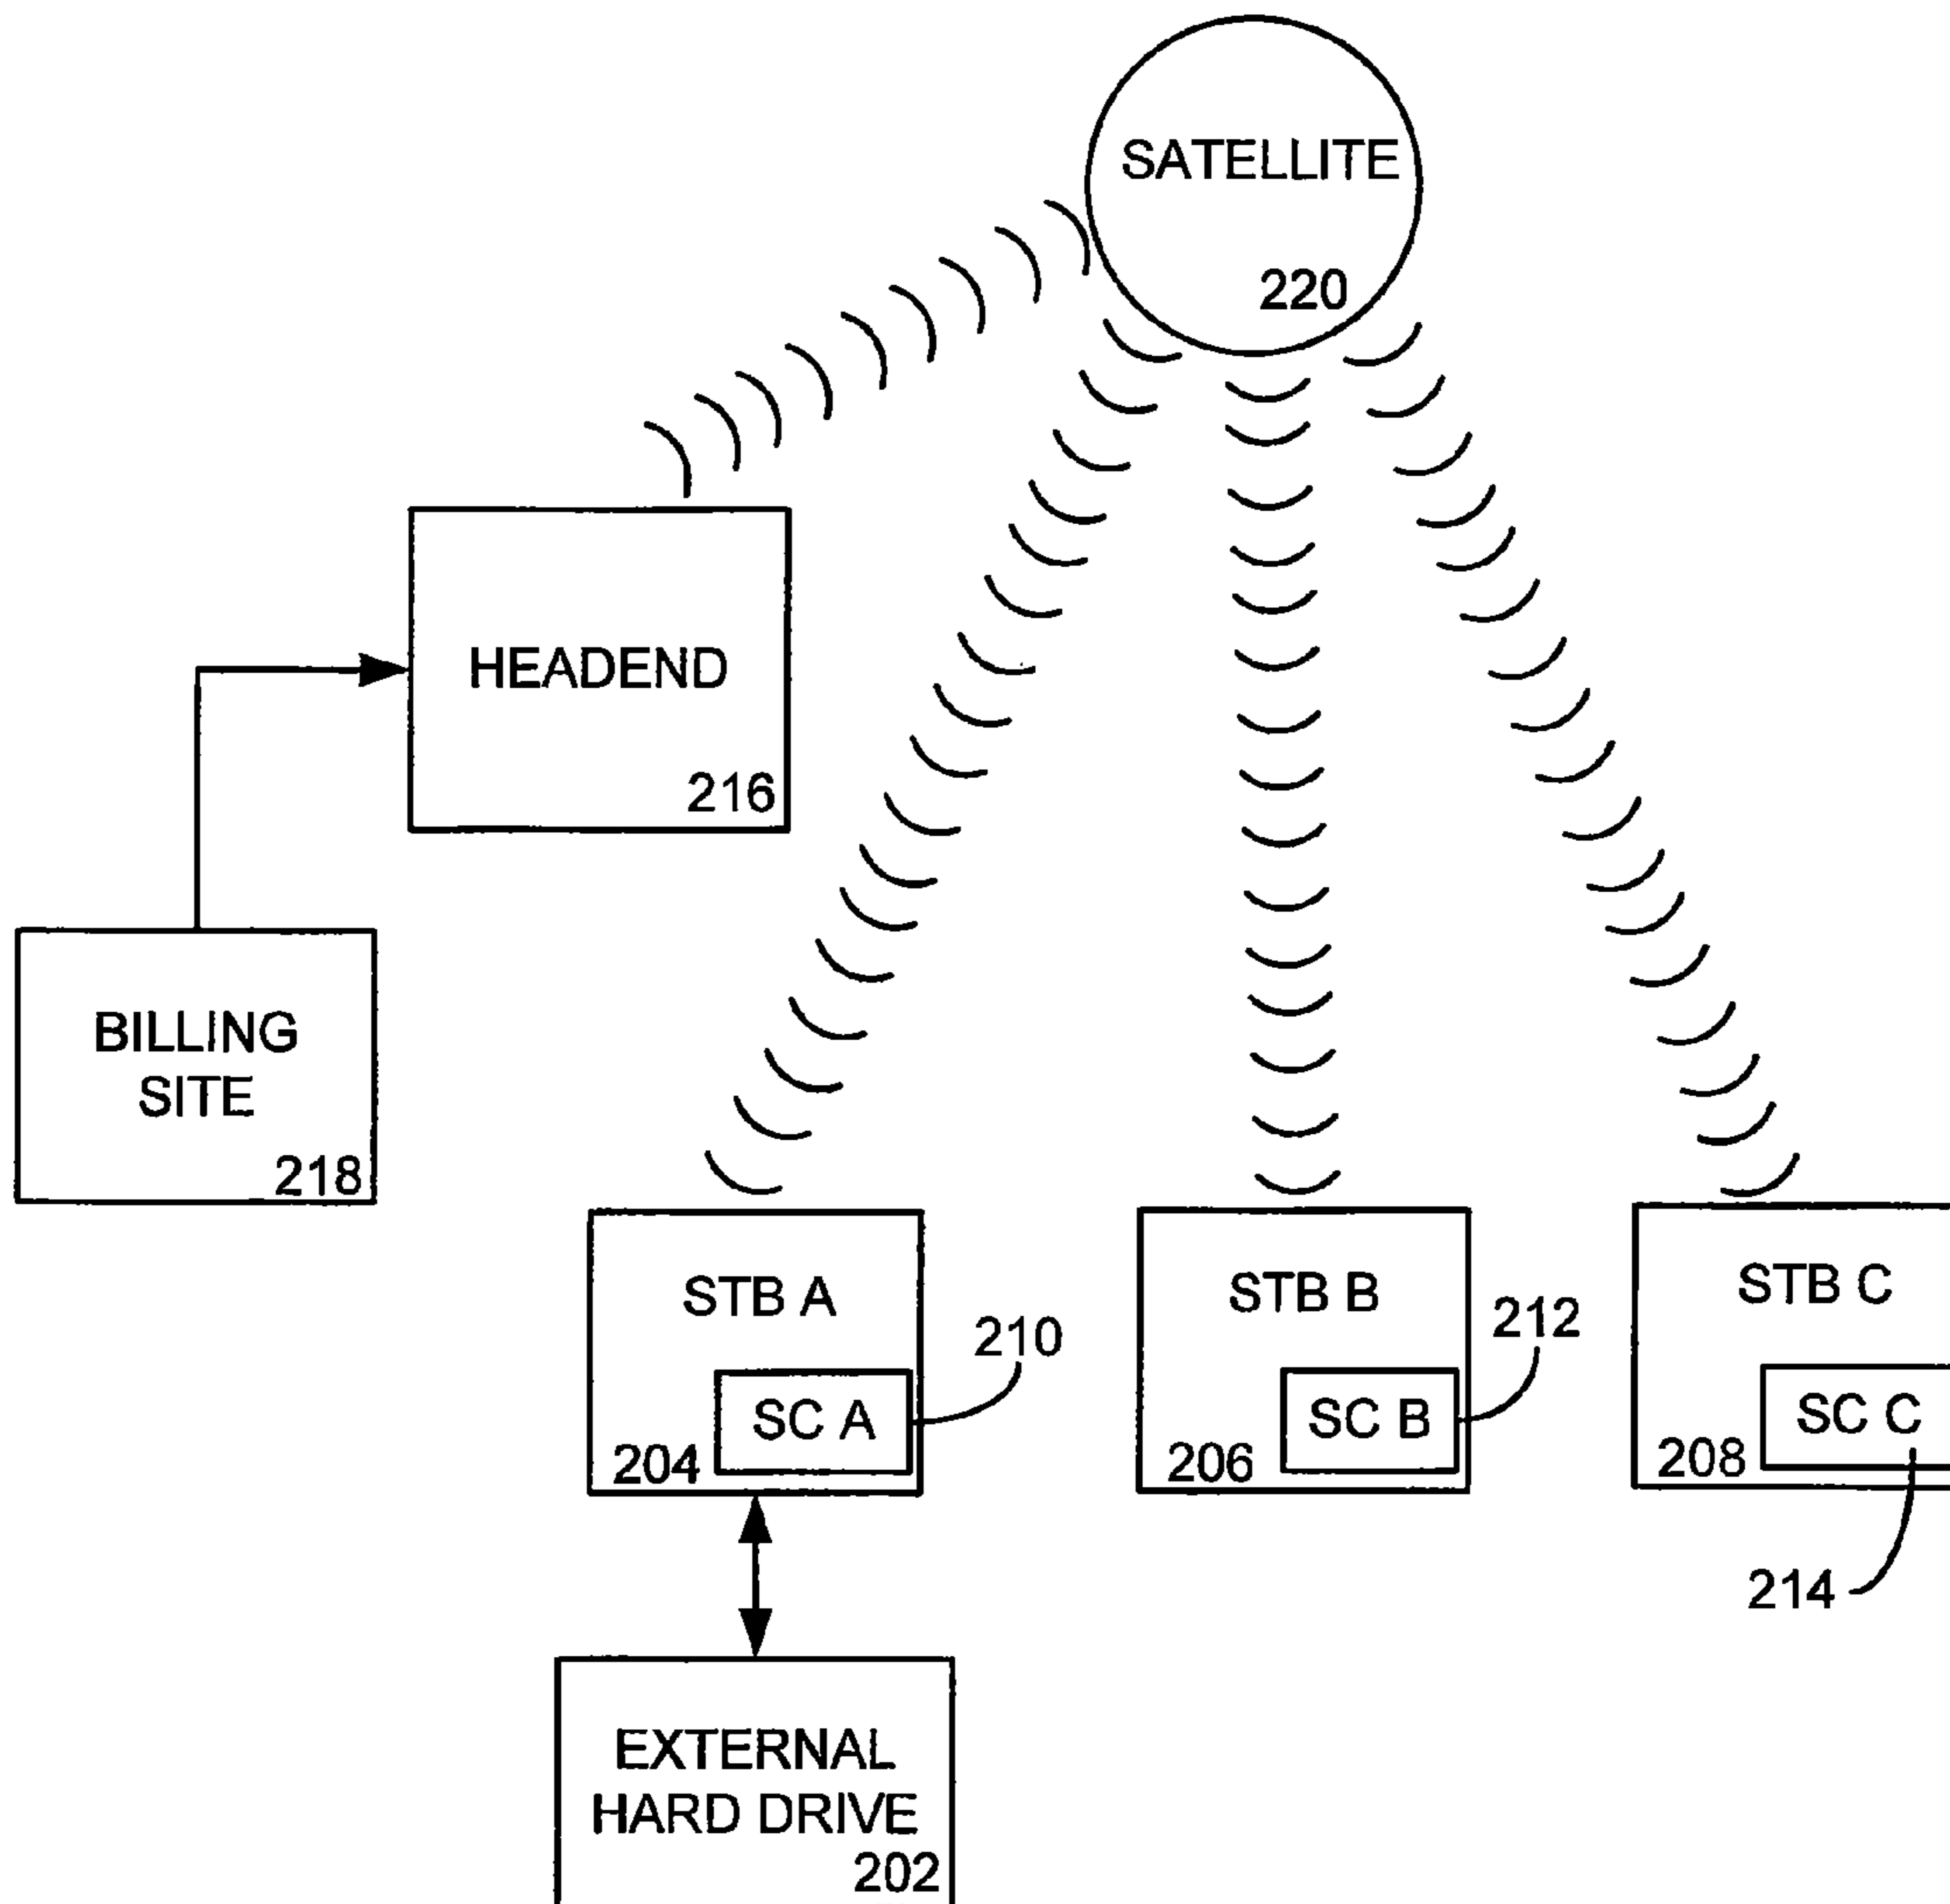 SATELLITE
220
HEADEND
216
BILLING
SITE
218
STB A
SC A
204
210
STB B
SC B
206
212
STB C
SC C
208
214
EXTERNAL
HARD DRIVE
202